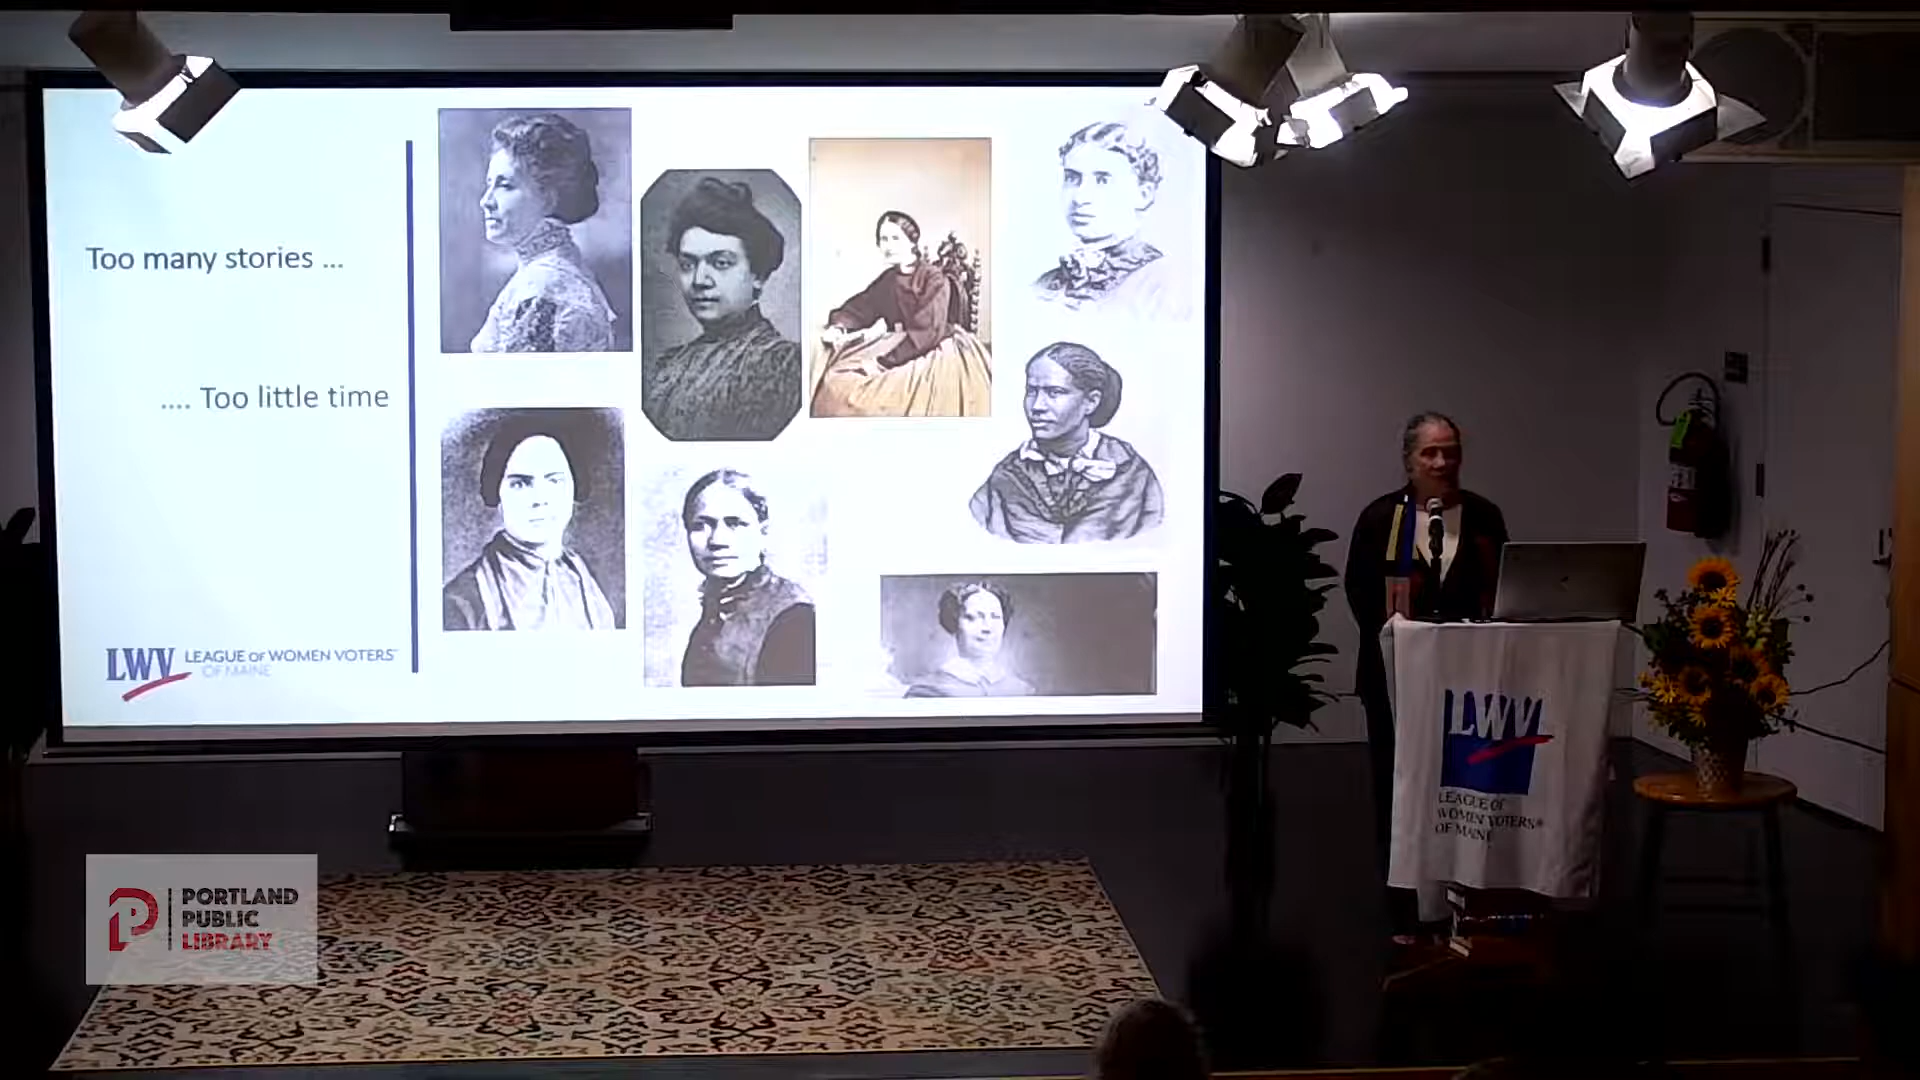 Too many stories ...
.... Too little time
LWV LEAGUE OF WOMEN VOTERS
OF MAINE
LWV
LEAGUE OF
WOMEN VOTERS®
OF MAINE
PORTLAND
PUBLIC
LIBRARY